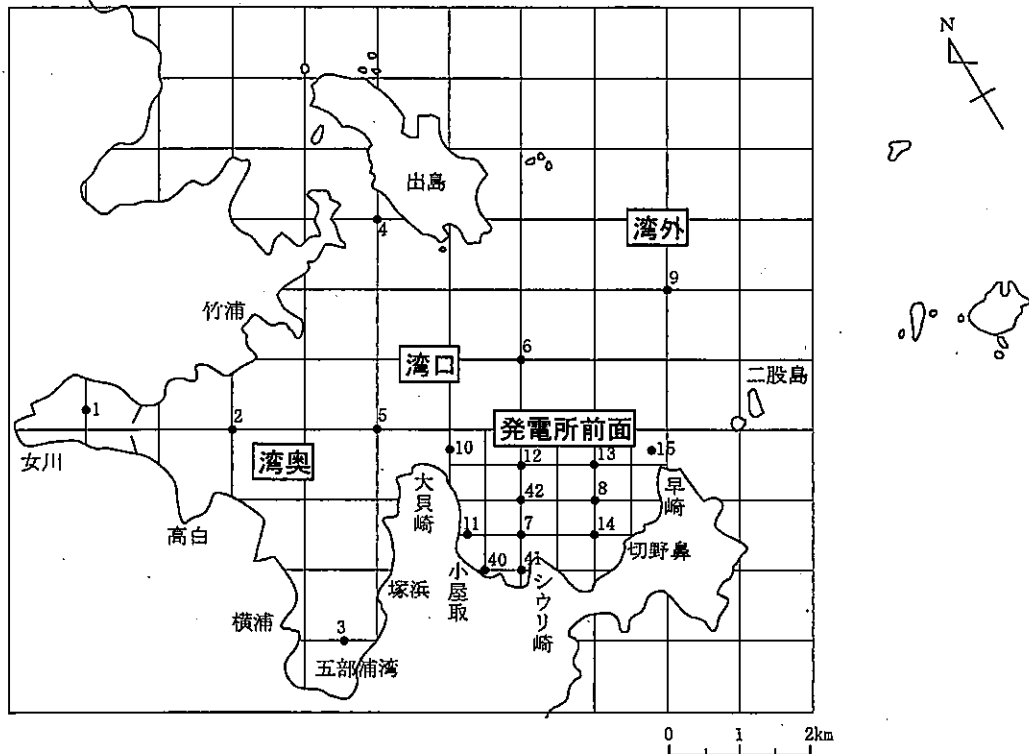 N
出島
湾外
4
9
竹浦
6
湾口
二股島
1
2
5
発電所前面
10
12
13
15
女川
湾奥
大貝崎
早崎
42
8
高白
11
7
14
切野鼻
小屋取
40
41
シウリ崎
塚浜
横浦
3
五部浦湾
0 1 2km